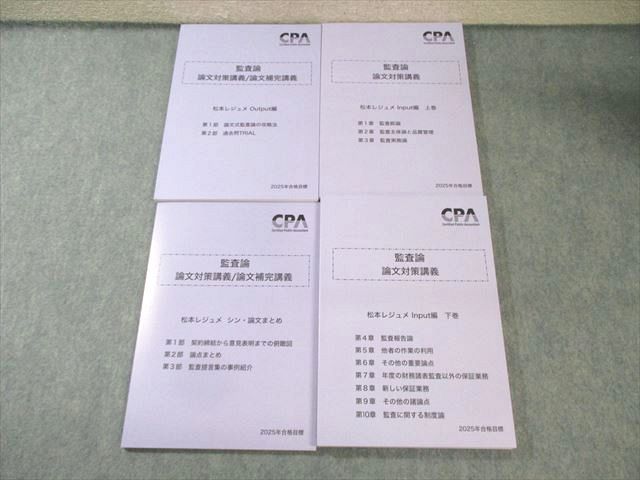 CPA
Certified Public Accountant
監査論
論文対策講義/論文補完講義
松本レジュメ Output編
第1部 論文式監査論の攻略法
第2部 過去問TRIAL
2025年合格目標
CPA
Certified Public Accountant
監査論
論文対策講義
松本レジュメ Input編 上巻
第1章 監査総論
第2章 監査主体論と品質管理
第3章 監査実施論
2025年合格目標
CPA
Certified Public Accountant
監査論
論文対策講義/論文補完講義
松本レジュメ シン・論文まとめ
第1部 契約締結から意見表明までの俯瞰図
第2部 論点まとめ
第3部 監査提言集の事例紹介
2025年合格目標
CPA
Certified Public Accountant
監査論
論文対策講義
松本レジュメ Input編 下巻
第4章 監査報告論
第5章 他者の作業の利用
第6章 その他の重要論点
第7章 年度の財務諸表監査以外の保証業務
第8章 新しい保証業務
第9章 その他の諸論点
第10章 監査に関する制度論
2025年合格目標